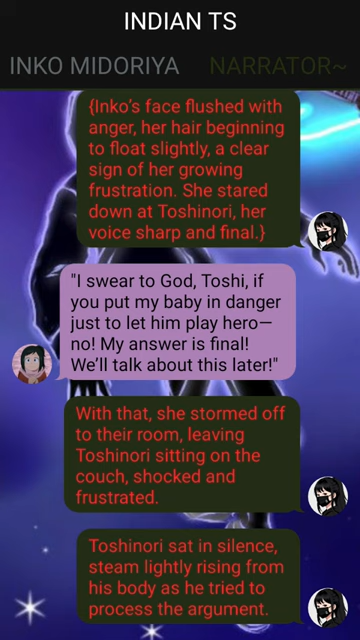 INDIAN TS
INKO MIDORIYA NARRATOR~
{Inko's face flushed with
anger, her hair beginning
to float slightly, a clear
sign of her growing
frustration. She stared
down at Toshinori, her
voice sharp and final.}
"I swear to God, Toshi, if
you put my baby in danger
just to let him play hero—
no! My answer is final!
We'll talk about this later!"
With that, she stormed off
to their room, leaving
Toshinori sitting on the
couch, shocked and
frustrated.
Toshinori sat in silence,
steam lightly rising from
his body as he tried to
process the argument.